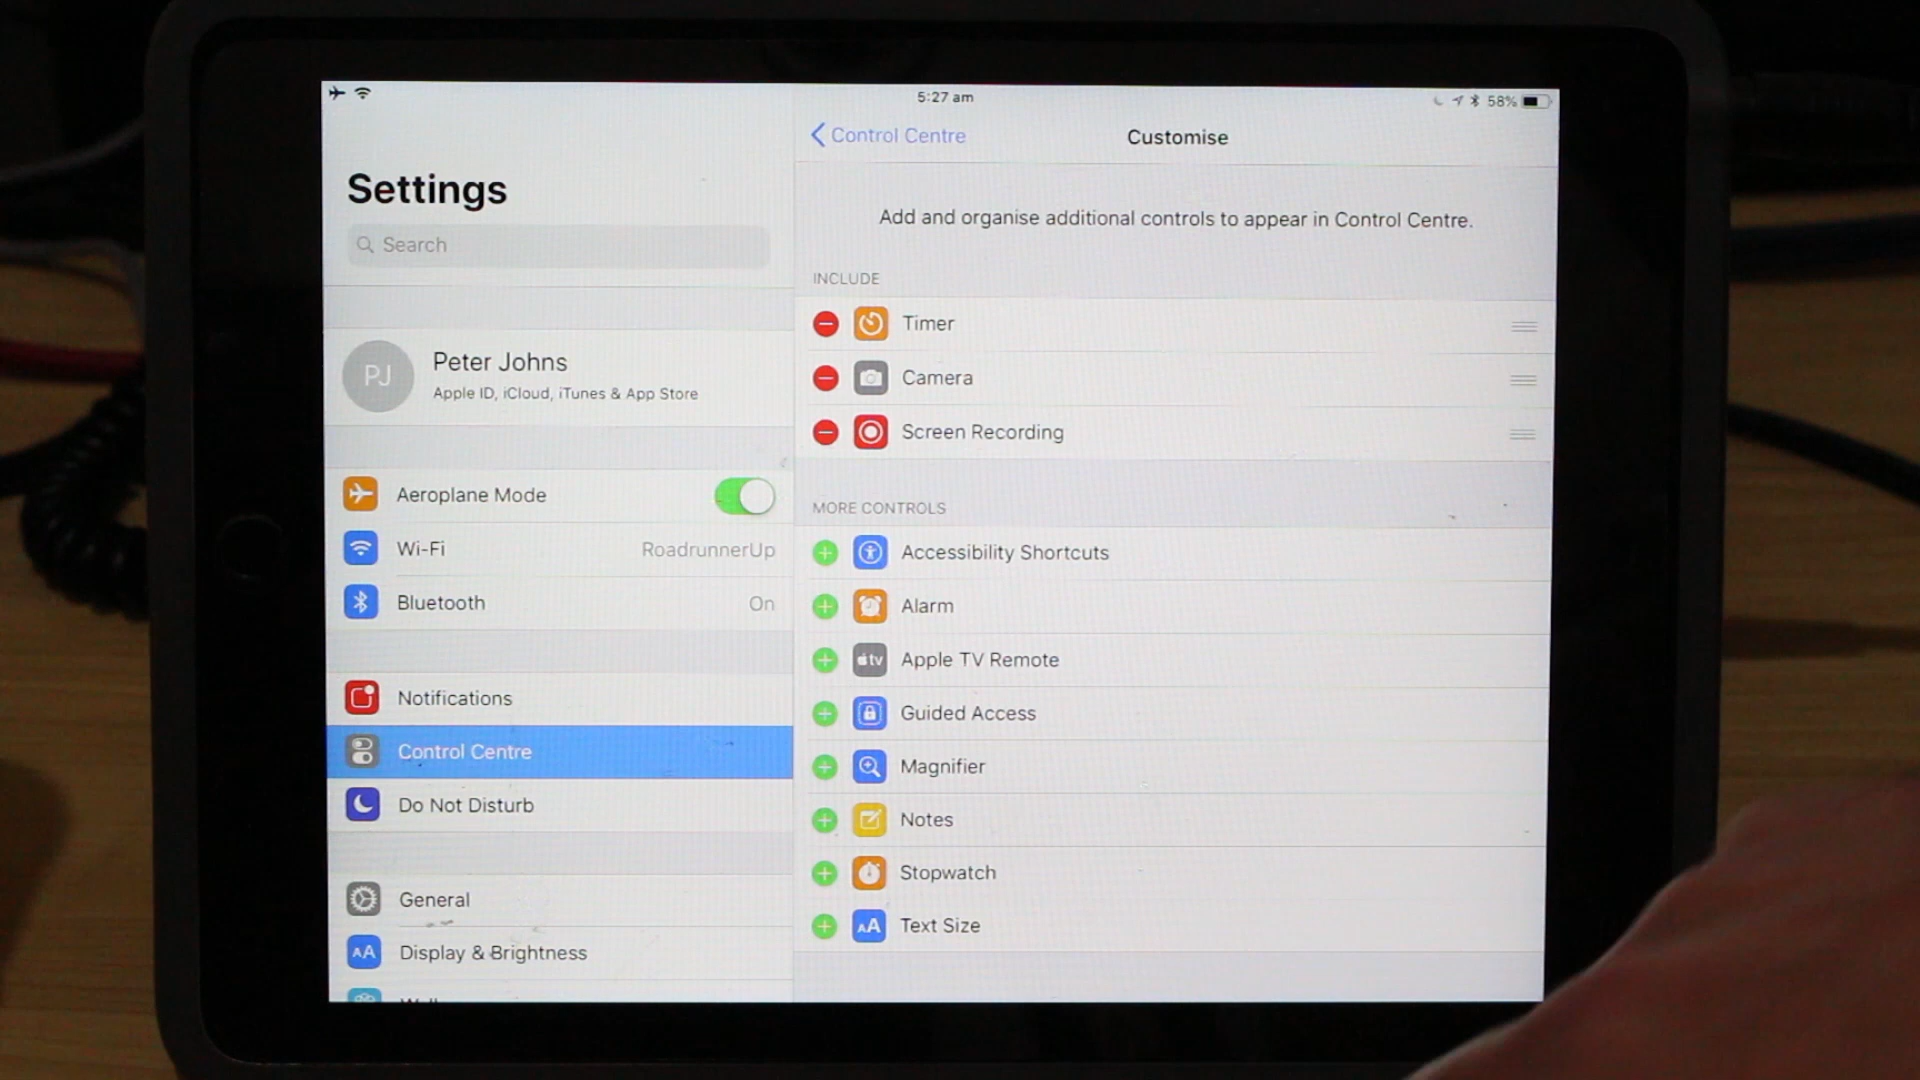 5:27 am
58%
Settings
Search
PJ
Peter Johns
Apple ID, iCloud, iTunes & App Store
Aeroplane Mode
Wi-Fi RoadrunnerUp
Bluetooth On
Notifications
Control Centre
Do Not Disturb
General
AA Display & Brightness
Control Centre
Customise
Add and organise additional controls to appear in Control Centre.
INCLUDE
Timer
Camera
Screen Recording
MORE CONTROLS
Accessibility Shortcuts
Alarm
tv Apple TV Remote
Guided Access
Magnifier
Notes
Stopwatch
AA Text Size